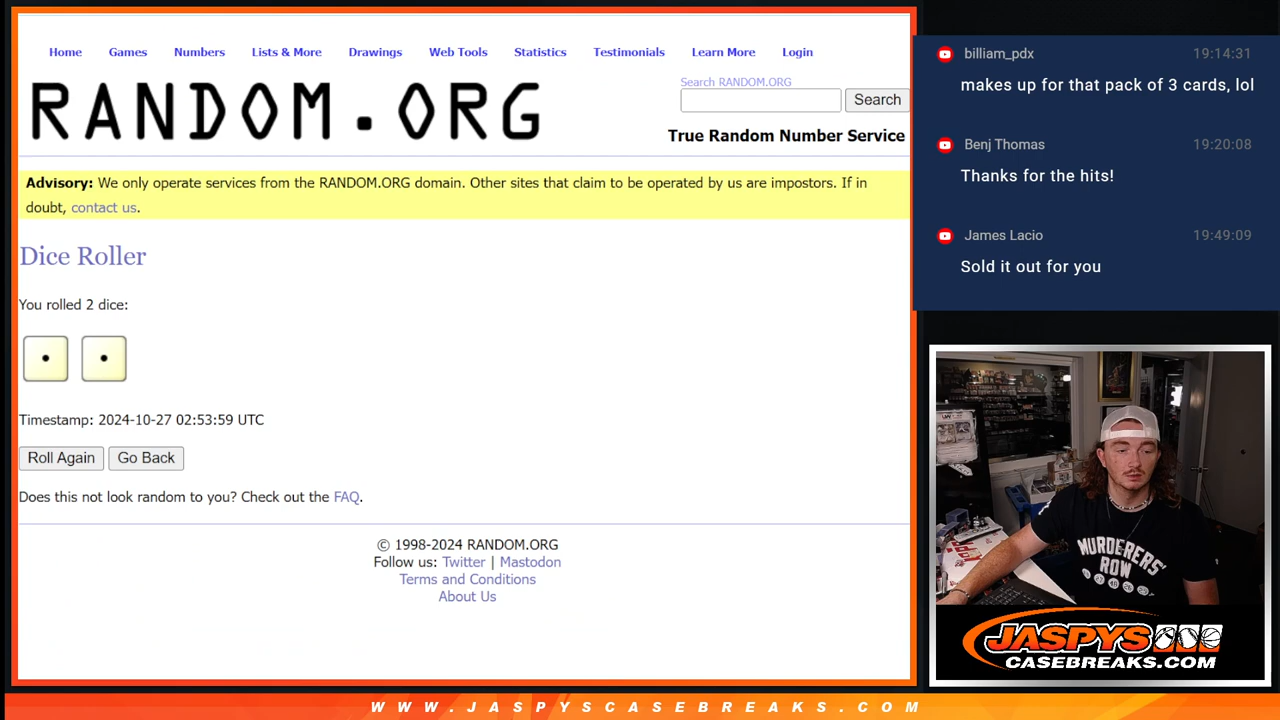 Home Games Numbers Lists & More Drawings Web Tools Statistics Testimonials Learn More Login
RANDOM.ORG
Search RANDOM.ORG
Search
True Random Number Service
Advisory: We only operate services from the RANDOM.ORG domain. Other sites that claim to be operated by us are impostors. If in
doubt, contact us.
Dice Roller
You rolled 2 dice:
Timestamp: 2024-10-27 02:53:59 UTC
Roll Again Go Back
Does this not look random to you? Check out the FAQ.
© 1998-2024 RANDOM.ORG
Follow us: Twitter | Mastodon
Terms and Conditions
About Us
billiam_pdx 19:14:31
makes up for that pack of 3 cards, lol
Benj Thomas 19:20:08
Thanks for the hits!
James Lacio 19:49:09
Sold it out for you
MURDERERS'
ROW
JASPYS
CASEBREAKS.COM
WWW.JASPYSCASEBREAKS.COM